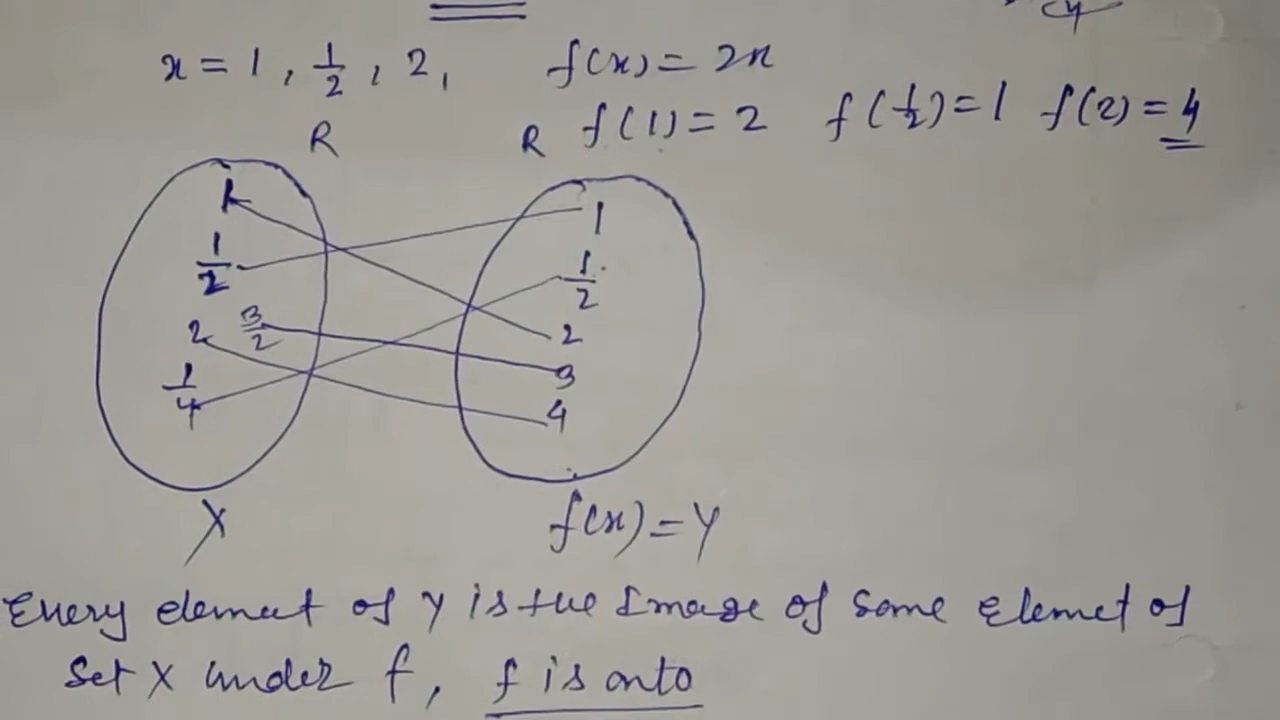 x = 1, 1/2, 2, f(x) = 2x
R R f(1) = 2 f(1/2) = 1 f(2) = 4
1 1
1/2 1/2
2 3/2 2
3
1/4 4
X f(x) = Y
Every element of Y is the Image of Some Elemet of
Set X under f, f is onto